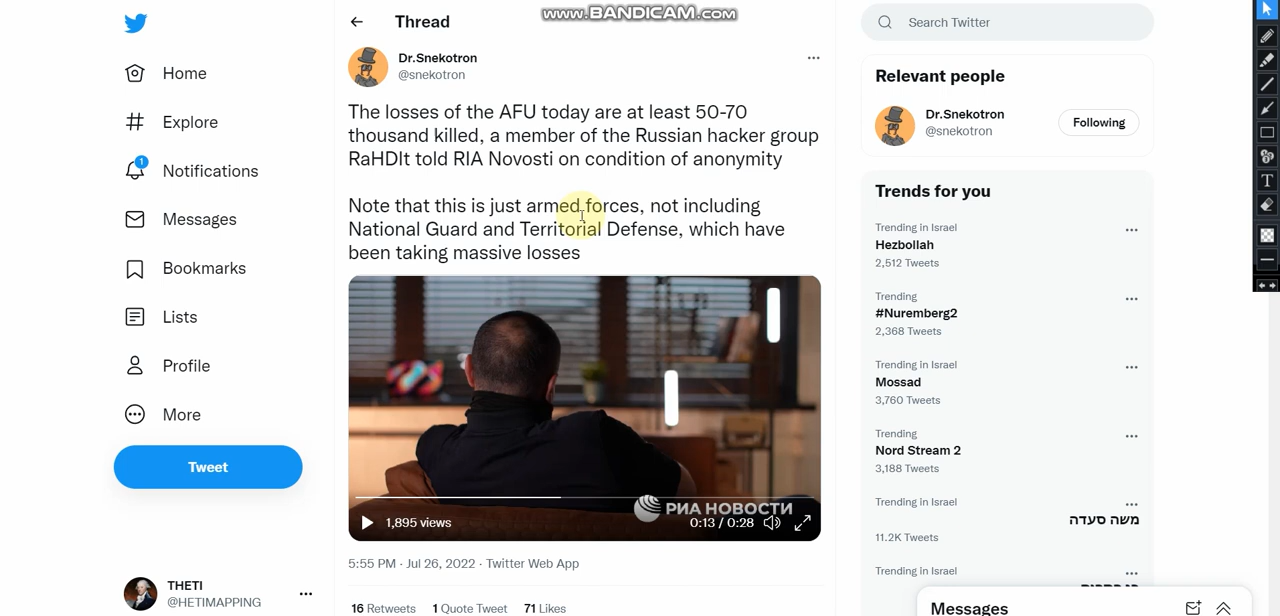 www.BANDICAM.com
Thread
Search Twitter
Home
Explore
1
Notifications
Messages
Bookmarks
Lists
Profile
More
Tweet
THETI
@HETIMAPPING
Dr.Snekotron
@snekotron
The losses of the AFU today are at least 50-70
thousand killed, a member of the Russian hacker group
RaHDIt told RIA Novosti on condition of anonymity
Note that this is just armed forces, not including
National Guard and Territorial Defense, which have
been taking massive losses
РИА НОВОСТИ
1,895 views
0:13 / 0:28
5:55 PM · Jul 26, 2022 · Twitter Web App
16 Retweets 1 Quote Tweet 71 Likes
Relevant people
Dr.Snekotron
@snekotron
Following
Trends for you
Trending in Israel
Hezbollah
2,512 Tweets
Trending
#Nuremberg2
2,368 Tweets
Trending in Israel
Mossad
3,760 Tweets
Trending
Nord Stream 2
3,188 Tweets
Trending in Israel
משה סעדה
11.2K Tweets
Trending in Israel
Messages
T